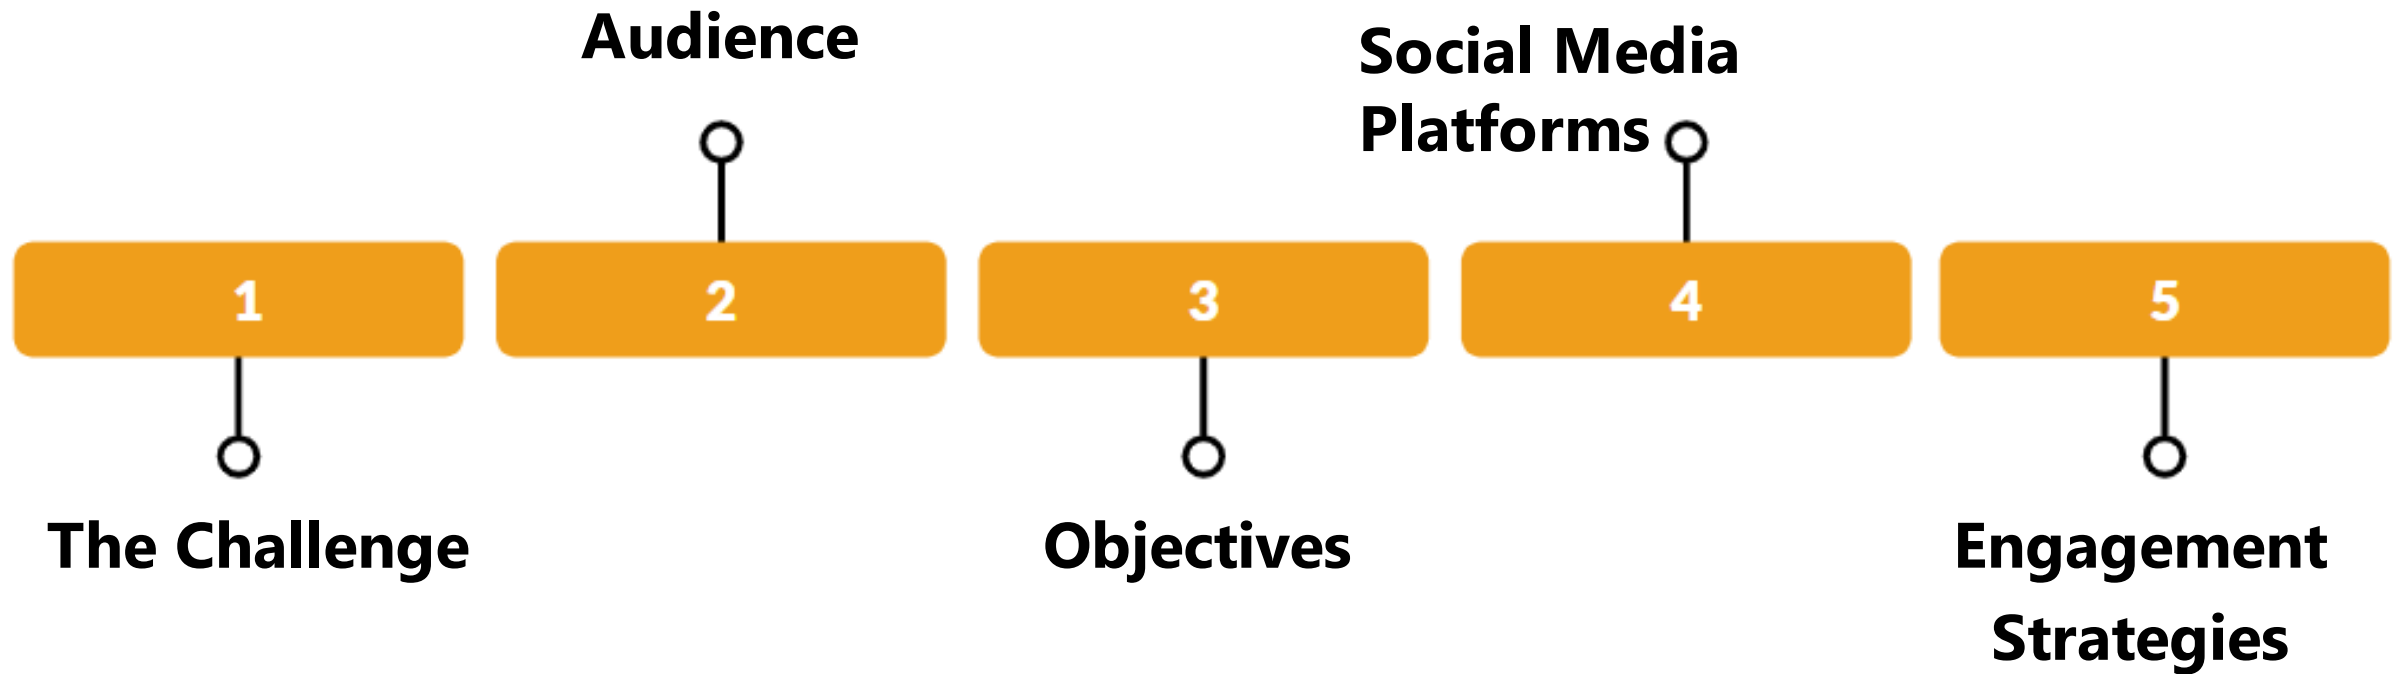 Audience
Social Media
Platforms
1
2
3
4
5
The Challenge
Objectives
Engagement
Strategies